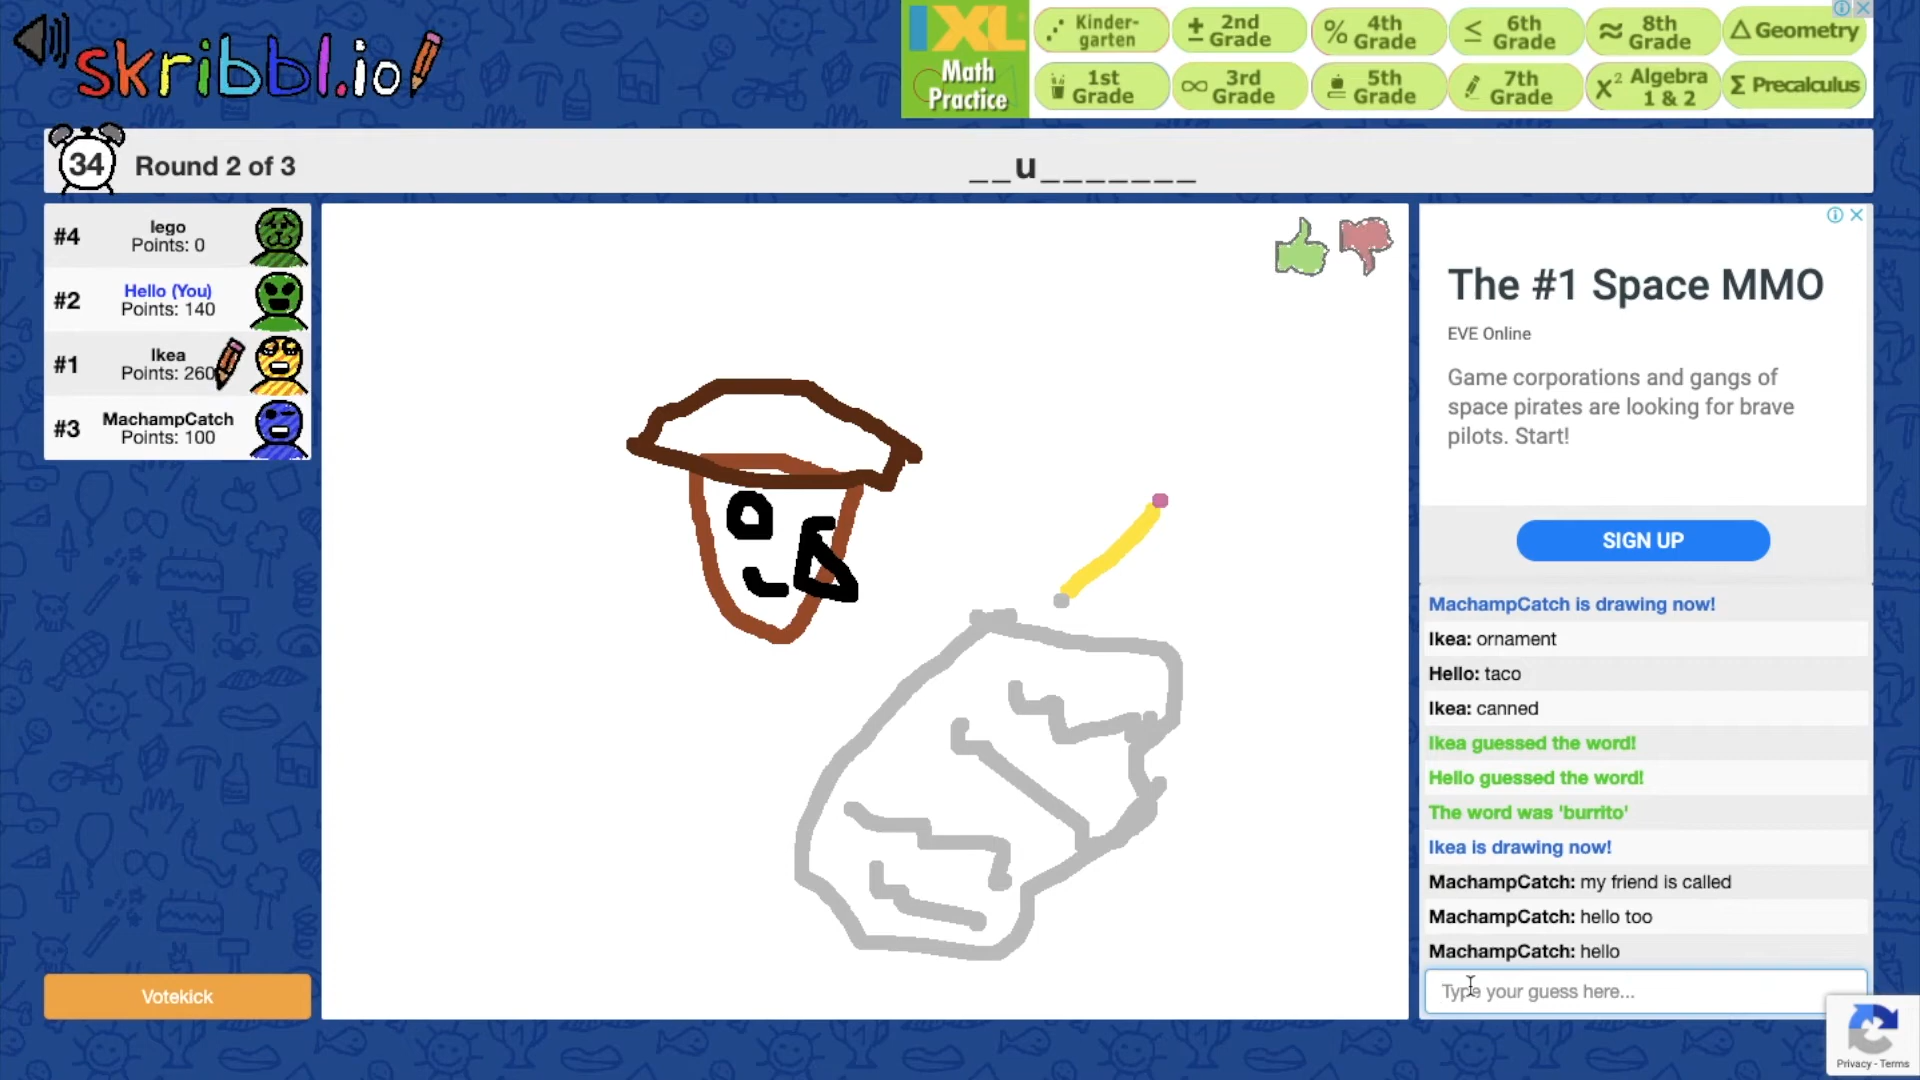 skribbl.io
IXL
Math
Practice
Kinder-
garten
± 2nd
Grade
% 4th
Grade
≤ 6th
Grade
≈ 8th
Grade
△ Geometry
1st
Grade
∞ 3rd
Grade
5th
Grade
7th
Grade
X² Algebra
1 & 2
Σ Precalculus
34
Round 2 of 3
__u_______
#4
lego
Points: 0
#2
Hello (You)
Points: 140
#1
Ikea
Points: 260
#3
MachampCatch
Points: 100
Votekick
The #1 Space MMO
EVE Online
Game corporations and gangs of
space pirates are looking for brave
pilots. Start!
SIGN UP
MachampCatch is drawing now!
Ikea: ornament
Hello: taco
Ikea: canned
Ikea guessed the word!
Hello guessed the word!
The word was 'burrito'
Ikea is drawing now!
MachampCatch: my friend is called
MachampCatch: hello too
MachampCatch: hello
Type your guess here...
Privacy - Terms